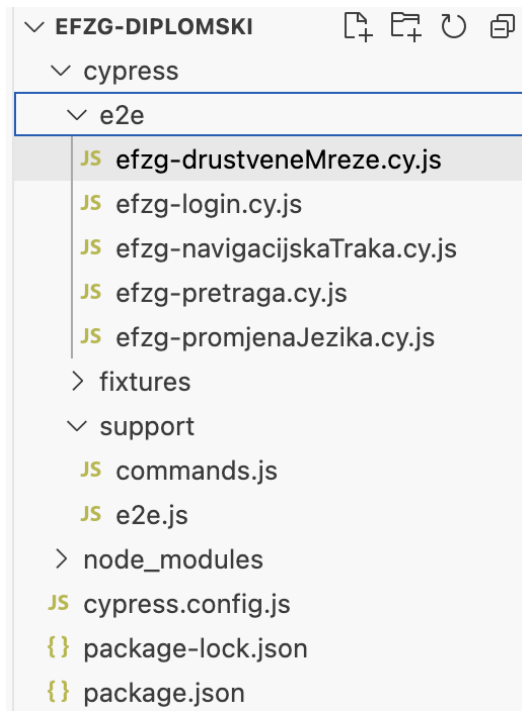 EFZG-DIPLOMSKI
cypress
e2e
JS efzg-drustveneMreze.cy.js
JS efzg-login.cy.js
JS efzg-navigacijskaTraka.cy.js
JS efzg-pretraga.cy.js
JS efzg-promjenaJezika.cy.js
fixtures
support
JS commands.js
JS e2e.js
node_modules
JS cypress.config.js
{} package-lock.json
{} package.json